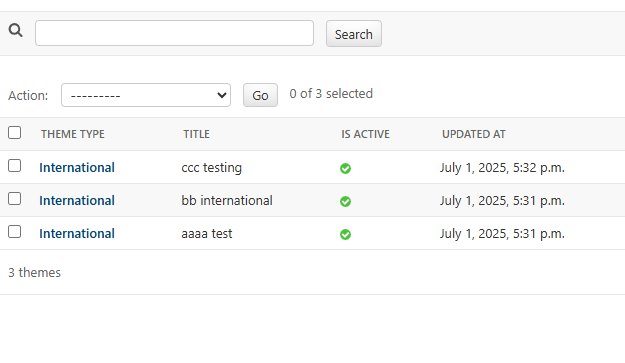 Search
Action: --------- Go 0 of 3 selected
THEME TYPE TITLE IS ACTIVE UPDATED AT
International ccc testing July 1, 2025, 5:32 p.m.
International bb international July 1, 2025, 5:31 p.m.
International aaaa test July 1, 2025, 5:31 p.m.
3 themes